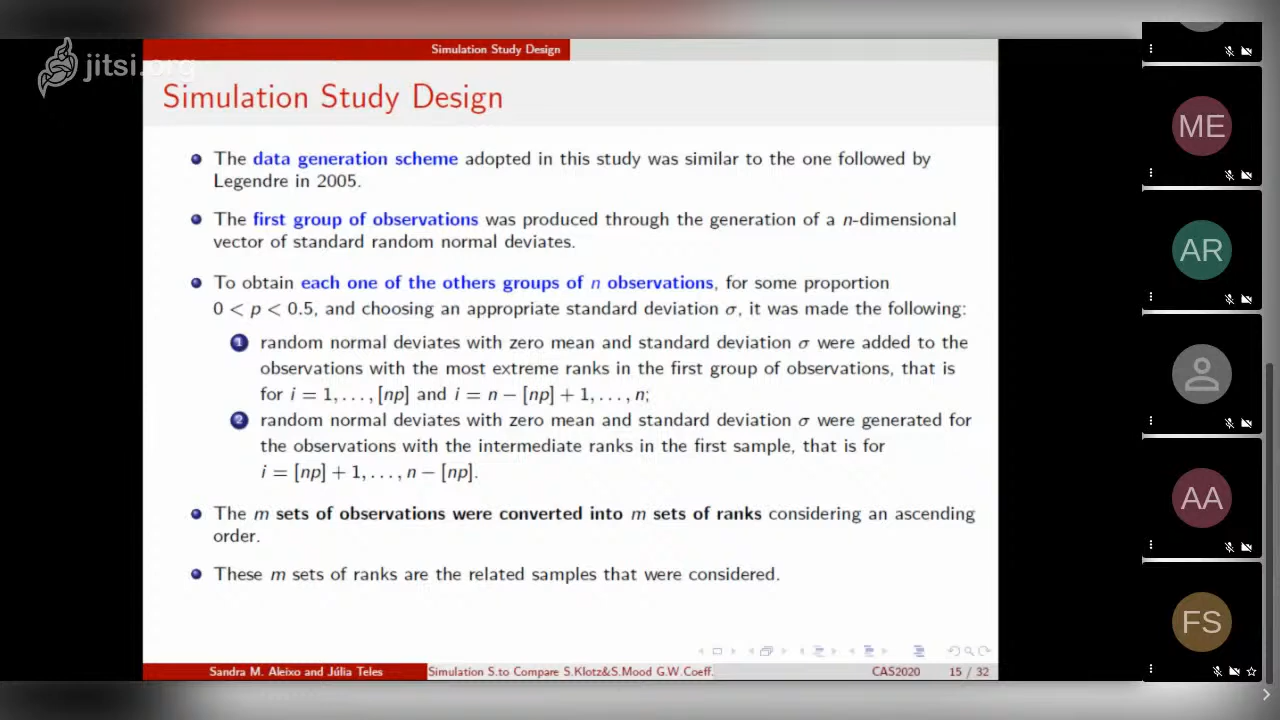 jitsi.org
Simulation Study Design
Simulation Study Design
The data generation scheme adopted in this study was similar to the one followed by
Legendre in 2005.
The first group of observations was produced through the generation of a n-dimensional
vector of standard random normal deviates.
To obtain each one of the others groups of n observations, for some proportion
0 < p < 0.5, and choosing an appropriate standard deviation σ, it was made the following:
1 random normal deviates with zero mean and standard deviation σ were added to the
observations with the most extreme ranks in the first group of observations, that is
for i = 1, . . . , [np] and i = n − [np] + 1, . . . , n;
2 random normal deviates with zero mean and standard deviation σ were generated for
the observations with the intermediate ranks in the first sample, that is for
i = [np] + 1, . . . , n − [np].
The m sets of observations were converted into m sets of ranks considering an ascending
order.
These m sets of ranks are the related samples that were considered.
Sandra M. Aleixo and Júlia Teles
Simulation S.to Compare S.Klotz&S.Mood G.W.Coeff.
CAS2020
15 / 32
ME
AR
AA
FS